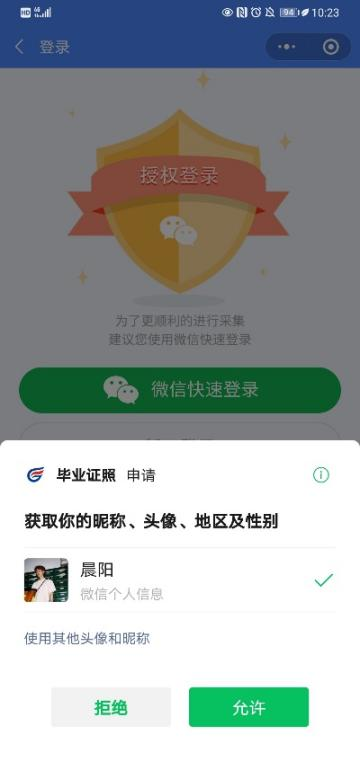 HD
4G
94
10:23
登录
授权登录
为了更顺利的进行采集
建议您使用微信快速登录
微信快速登录
毕业证照 申请
获取你的昵称、头像、地区及性别
晨阳
微信个人信息
使用其他头像和昵称
拒绝
允许